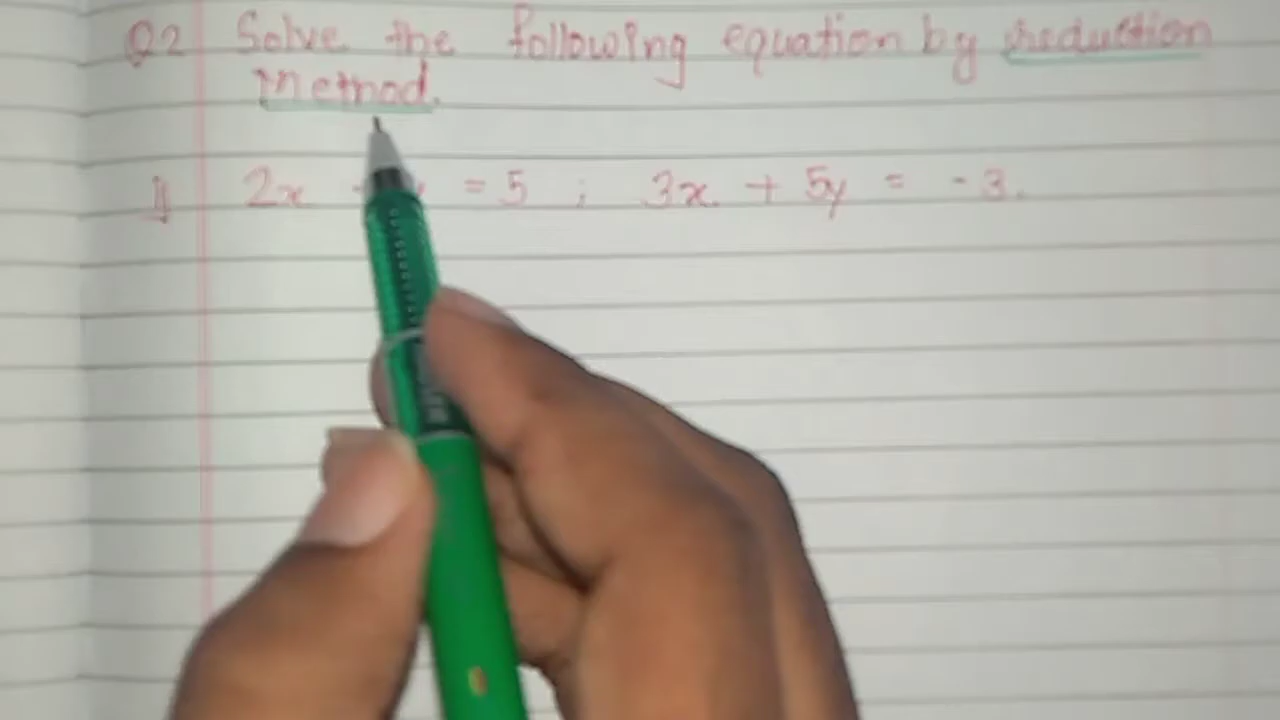 Q2 Solve the following equation by reduction
Method.
1] 2x = 5 ; 3x + 5y = -3.